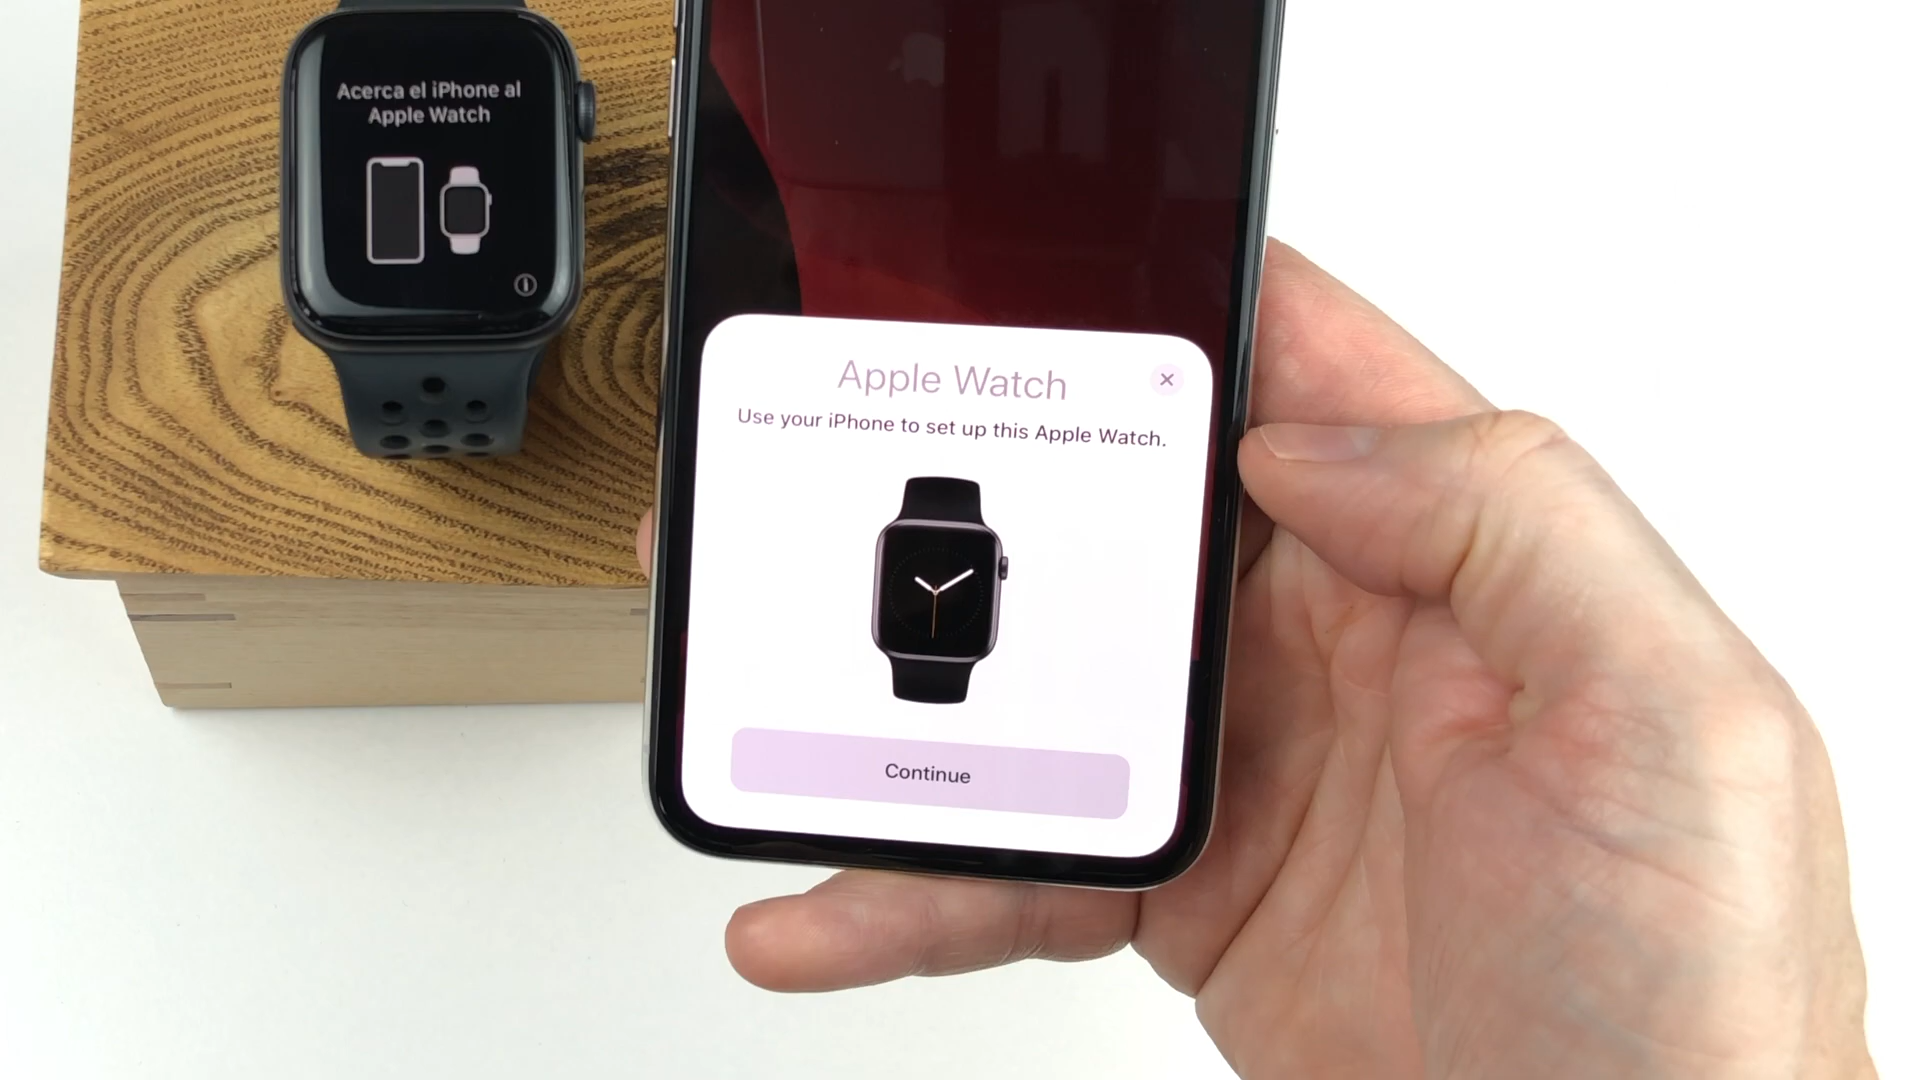 Acerca el iPhone al
Apple Watch
Apple Watch
Use your iPhone to set up this Apple Watch.
Continue